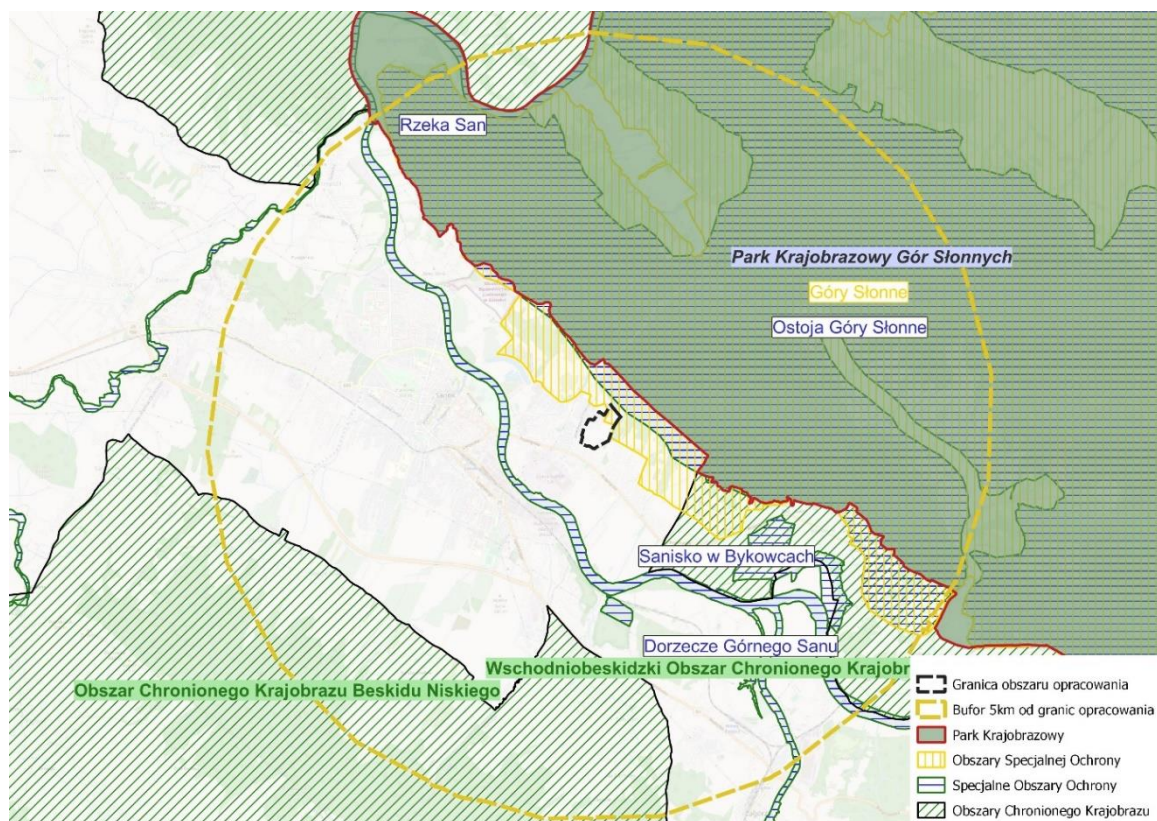 Rzeka San
Park Krajobrazowy Gór Słonnych
Góry Słonne
Ostoja Góry Słonne
Sanisko w Bykowcach
Dorzecze Górnego Sanu
Wschodniobeskidzki Obszar Chronionego Krajobr
Obszar Chronionego Krajobrazu Beskidu Niskiego
Granica obszaru opracowania
Bufor 5km od granic opracowania
Park Krajobrazowy
Obszary Specjalnej Ochrony
Specjalne Obszary Ochrony
Obszary Chronionego Krajobrazu